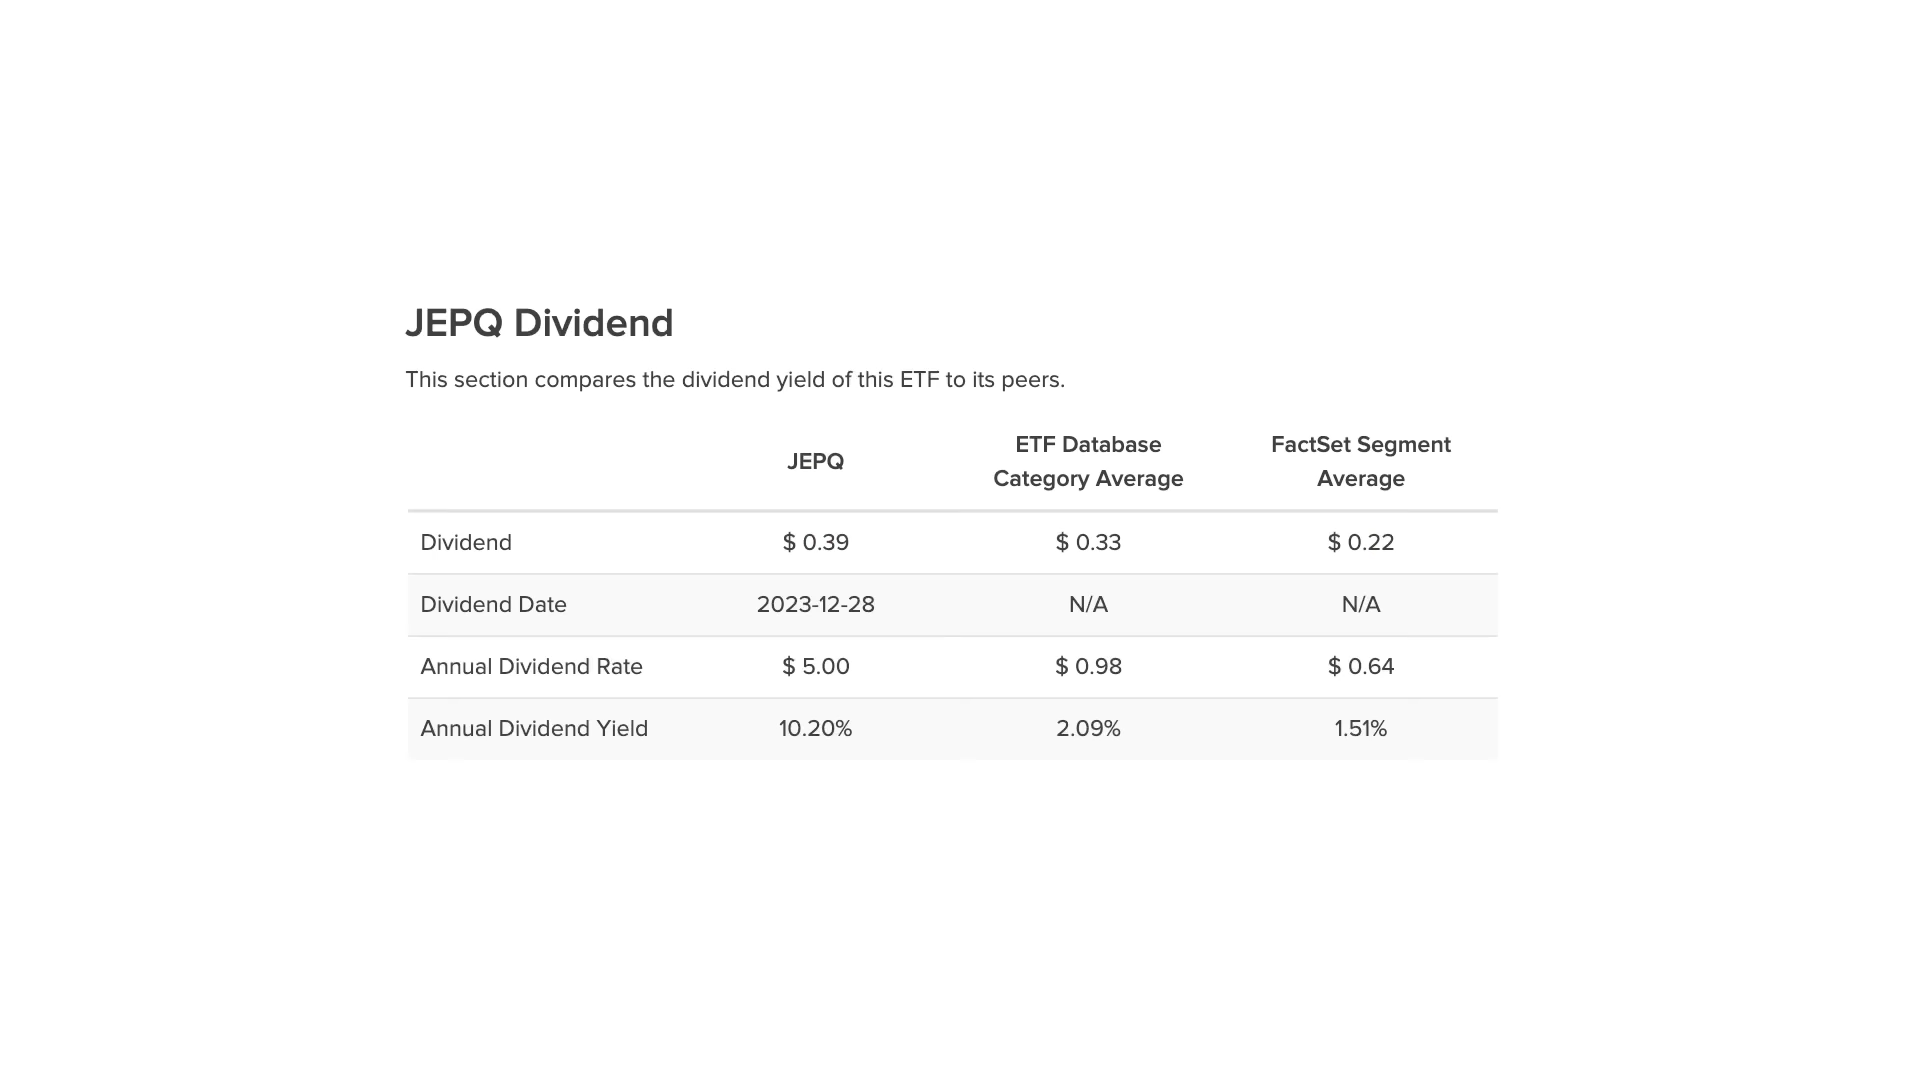 JEPQ Dividend
This section compares the dividend yield of this ETF to its peers.
JEPQ
ETF Database
Category Average
FactSet Segment
Average
Dividend $ 0.39 $ 0.33 $ 0.22
Dividend Date 2023-12-28 N/A N/A
Annual Dividend Rate $ 5.00 $ 0.98 $ 0.64
Annual Dividend Yield 10.20% 2.09% 1.51%